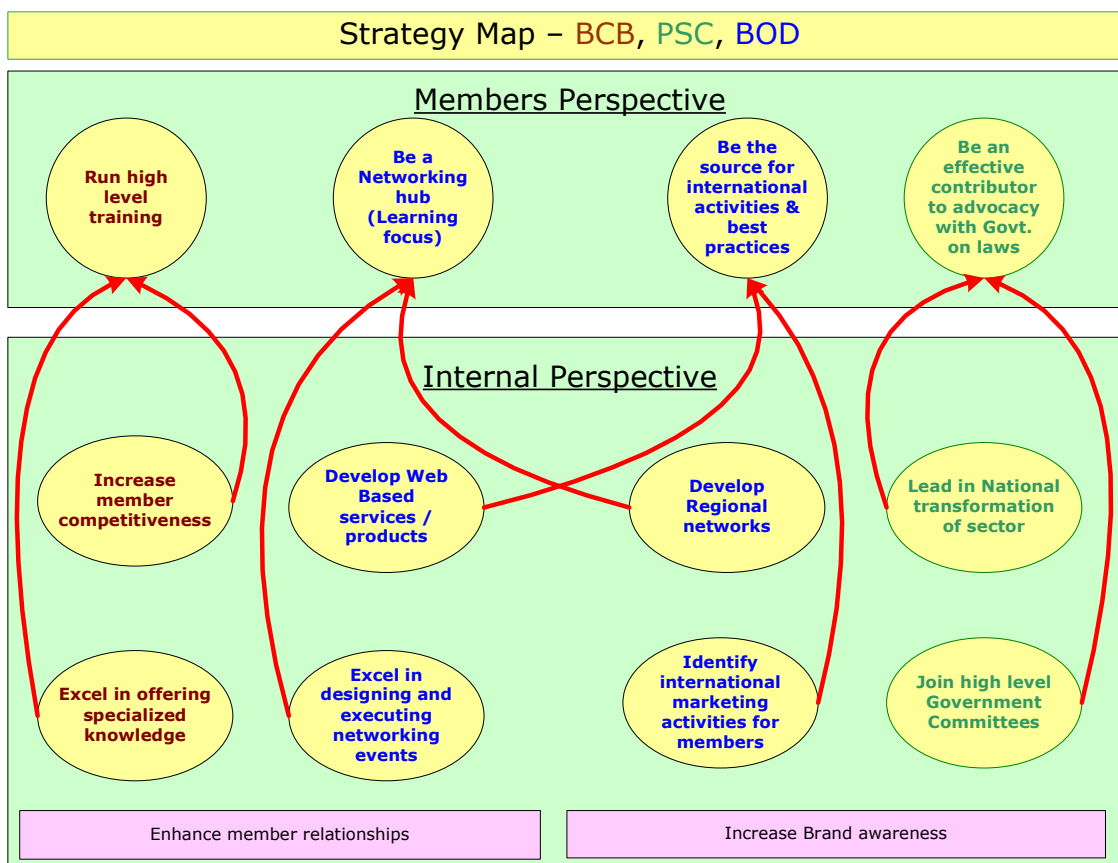 Strategy Map – BCB, PSC, BOD
Members Perspective
Run high
level
training
Be a
Networking
hub
(Learning
focus)
Be the
source for
international
activities &
best
practices
Be an
effective
contributor
to advocacy
with Govt.
on laws
Internal Perspective
Increase
member
competitiveness
Develop Web
Based
services /
products
Develop
Regional
networks
Lead in National
transformation
of sector
Excel in offering
specialized
knowledge
Excel in
designing and
executing
networking
events
Identify
international
marketing
activities for
members
Join high level
Government
Committees
Enhance member relationships
Increase Brand awareness